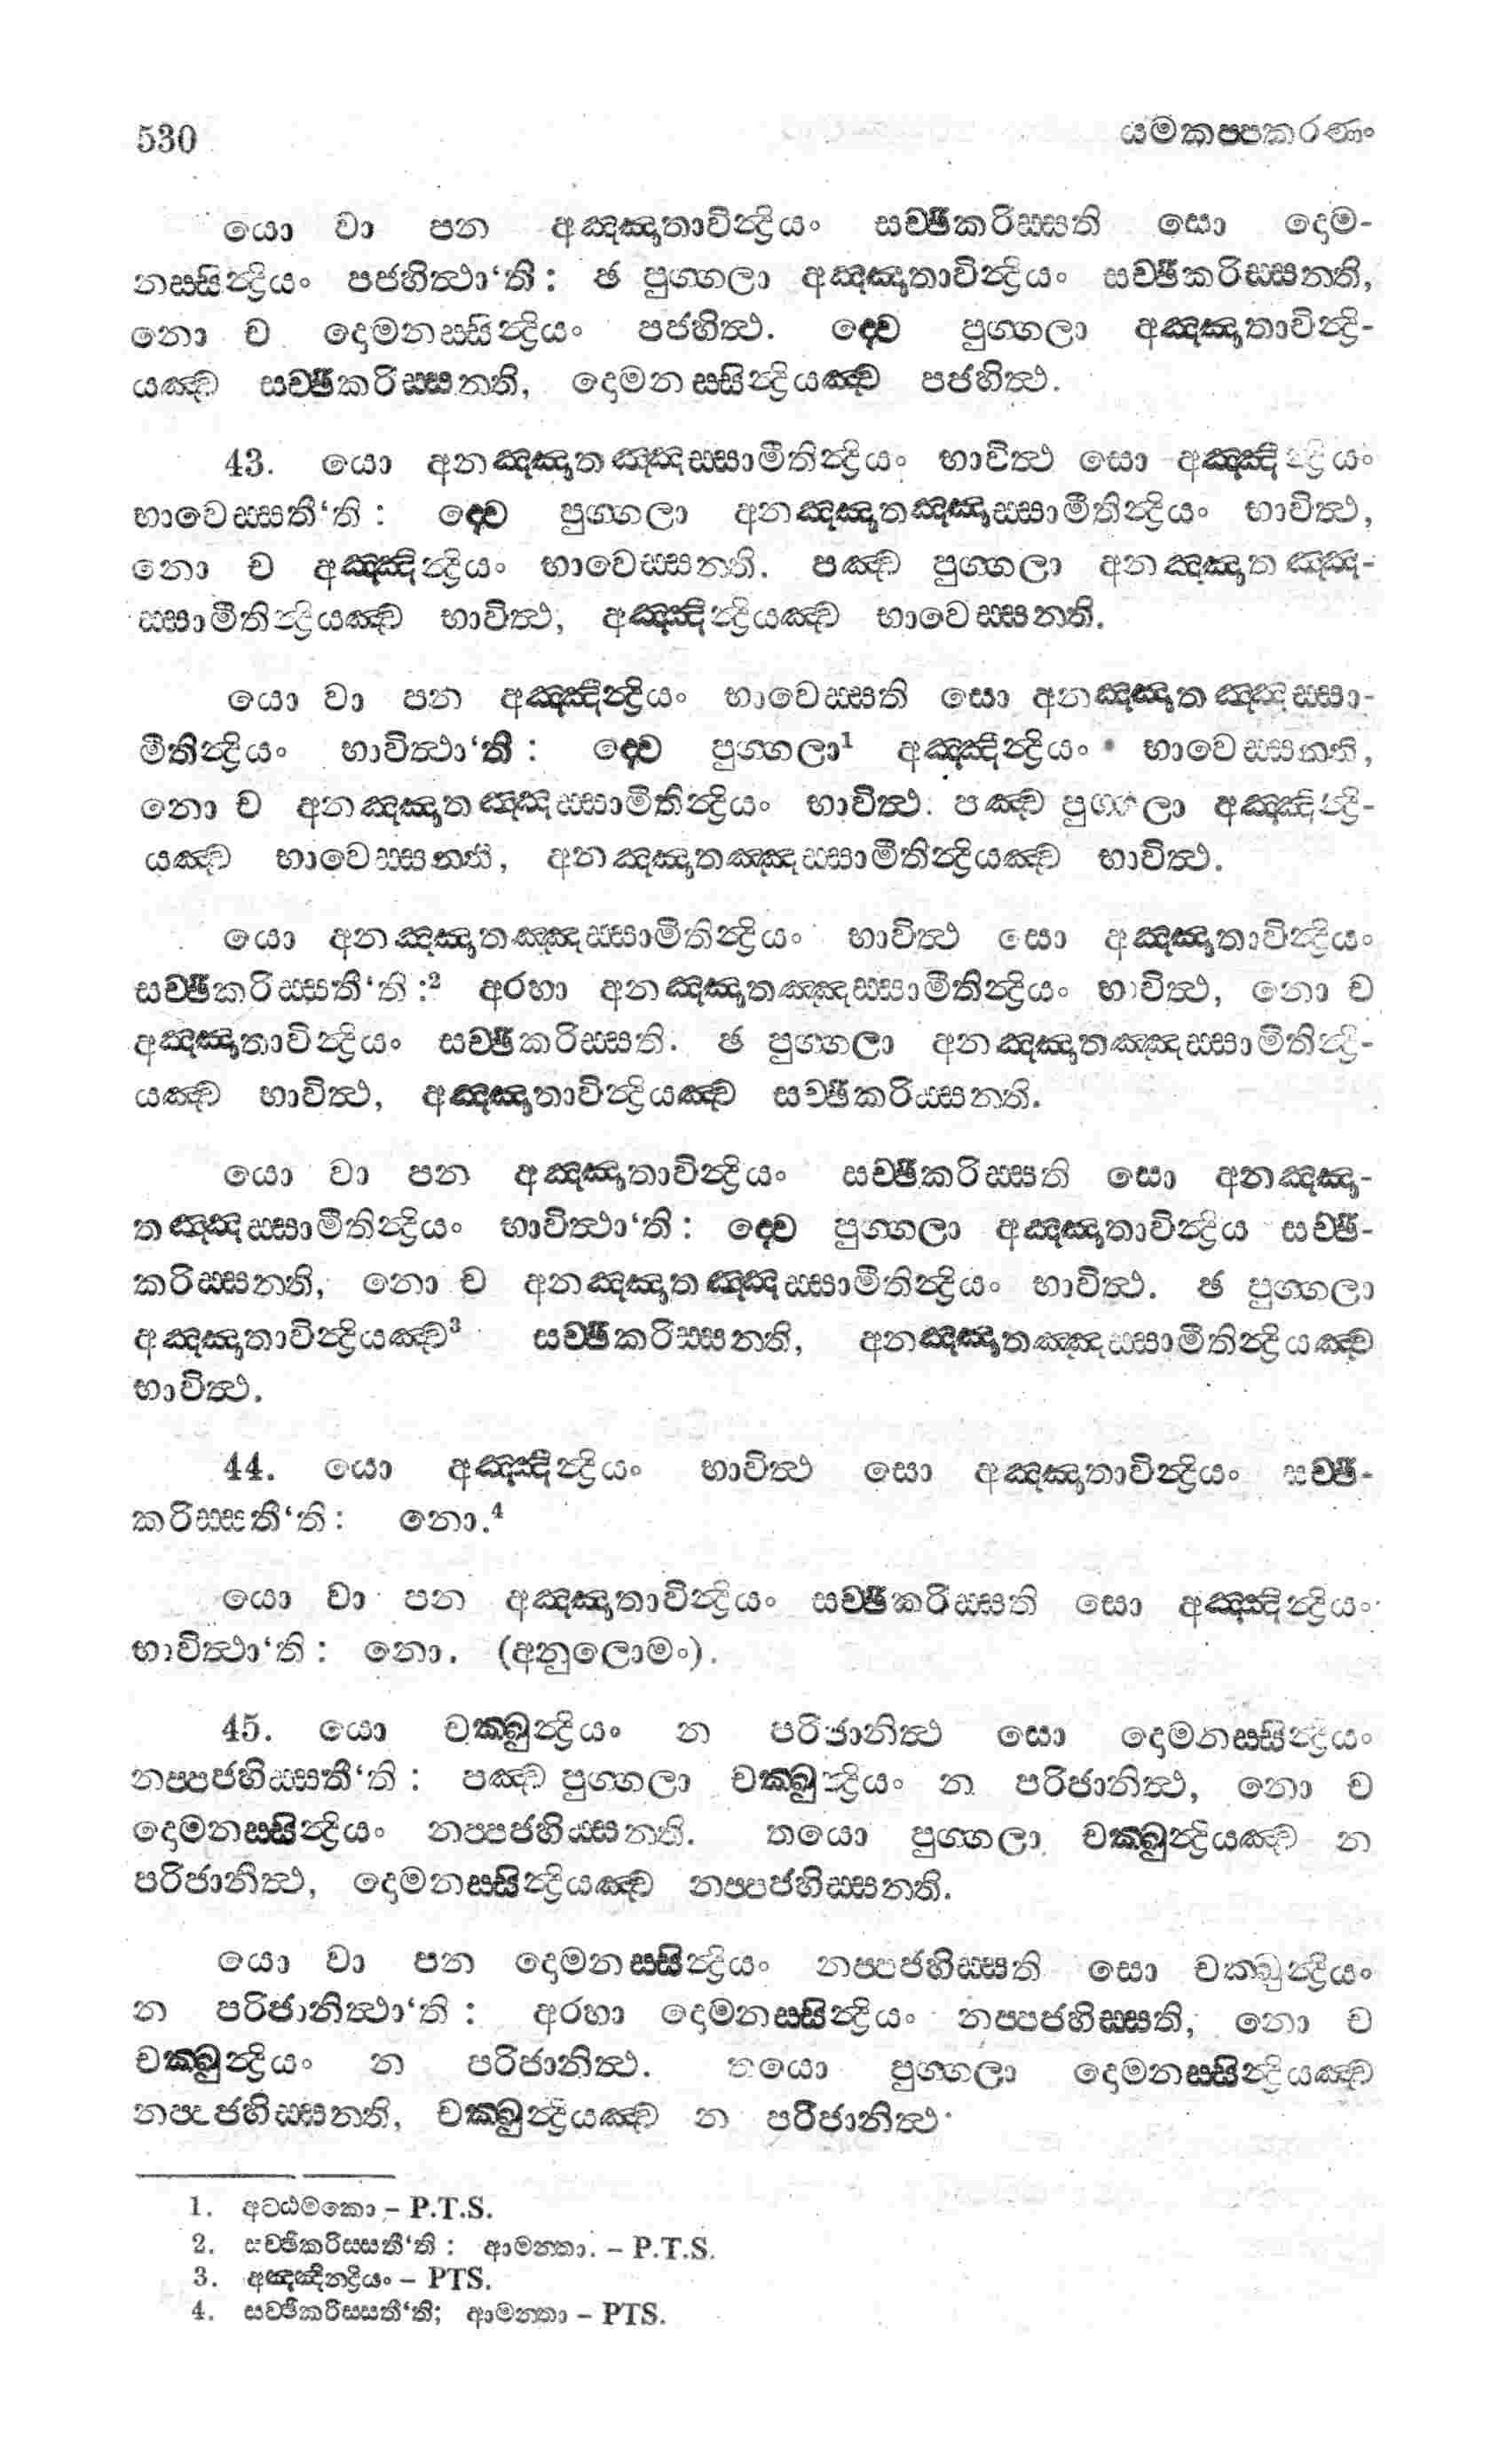 530 යමකප්පකරණං
යො වා පන අඤ්ඤාතාවින්ද්‍රියං සච්ඡිකරිස්සති සො දොම-
නස්සින්ද්‍රියං පජහිත්ථා‘ති: ඡ පුග්ගලා අඤ්ඤාතාවින්ද්‍රියං සච්ඡිකරිස්සන්ති,
නො ච දොමනස්සින්ද්‍රියං පජහිත්ථ. ද්වෙ පුග්ගලා අඤ්ඤාතාවින්ද්‍රි-
යඤ්ච සච්ඡිකරිස්සන්ති, දොමනස්සින්ද්‍රියඤ්ච පජහිත්ථ.
43. යො අනඤ්ඤාතඤ්ඤස්සාමීතින්ද්‍රියං භාවිත්ථ සො අඤ්ඤින්ද්‍රියං
භාවෙස්සතී‘ති: ද්වෙ පුග්ගලා අනඤ්ඤාතඤ්ඤස්සාමීතින්ද්‍රියං භාවිත්ථ,
නො ච අඤ්ඤින්ද්‍රියං භාවෙස්සන්ති. පඤ්ච පුග්ගලා අනඤ්ඤාතඤ්ඤ-
ස්සාමීතින්ද්‍රියඤ්ච භාවිත්ථ, අඤ්ඤින්ද්‍රියඤ්ච භාවෙස්සන්ති.
යො වා පන අඤ්ඤින්ද්‍රියං භාවෙස්සති සො අනඤ්ඤාතඤ්ඤස්සා-
මීතින්ද්‍රියං භාවිත්ථා‘ති: ද්වෙ පුග්ගලා¹ අඤ්ඤින්ද්‍රියං භාවෙස්සන්ති,
නො ච අනඤ්ඤාතඤ්ඤස්සාමීතින්ද්‍රියං භාවිත්ථ. පඤ්ච පුග්ගලා අඤ්ඤින්ද්‍රි-
යඤ්ච භාවෙස්සන්ති, අනඤ්ඤාතඤ්ඤස්සාමීතින්ද්‍රියඤ්ච භාවිත්ථ.
යො අනඤ්ඤාතඤ්ඤස්සාමීතින්ද්‍රියං භාවිත්ථ සො අඤ්ඤාතාවින්ද්‍රියං
සච්ඡිකරිස්සතී‘ති:² අරහා අනඤ්ඤාතඤ්ඤස්සාමීතින්ද්‍රියං භාවිත්ථ, නො ච
අඤ්ඤාතාවින්ද්‍රියං සච්ඡිකරිස්සති. ඡ පුග්ගලා අනඤ්ඤාතඤ්ඤස්සාමීතින්ද්‍රි-
යඤ්ච භාවිත්ථ, අඤ්ඤාතාවින්ද්‍රියඤ්ච සච්ඡිකරිස්සන්ති.
යො වා පන අඤ්ඤාතාවින්ද්‍රියං සච්ඡිකරිස්සති සො අනඤ්ඤා-
තඤ්ඤස්සාමීතින්ද්‍රියං භාවිත්ථා‘ති: ද්වෙ පුග්ගලා අඤ්ඤාතාවින්ද්‍රිය සච්ඡි-
කරිස්සන්ති, නො ච අනඤ්ඤාතඤ්ඤස්සාමීතින්ද්‍රියං භාවිත්ථ. ඡ පුග්ගලා
අඤ්ඤාතාවින්ද්‍රියඤ්ච³ සච්ඡිකරිස්සන්ති, අනඤ්ඤාතඤ්ඤස්සාමීතින්ද්‍රියඤ්ච
භාවිත්ථ.
44. යො අඤ්ඤින්ද්‍රියං භාවිත්ථ සො අඤ්ඤාතාවින්ද්‍රියං සච්ඡි-
කරිස්සතී‘ති: නො.⁴
යො වා පන අඤ්ඤාතාවින්ද්‍රියං සච්ඡිකරිස්සති සො අඤ්ඤින්ද්‍රියං
භාවිත්ථා‘ති: නො. (අනුලොමං).
45. යො චක්ඛුන්ද්‍රියං න පරිජානිත්ථ සො දොමනස්සින්ද්‍රියං
නප්පජහිස්සතී‘ති: පඤ්ච පුග්ගලා චක්ඛුන්ද්‍රියං න පරිජානිත්ථ, නො ච
දොමනස්සින්ද්‍රියං නප්පජහිස්සන්ති. තයො පුග්ගලා චක්ඛුන්ද්‍රියඤ්ච න
පරිජානිත්ථ, දොමනස්සින්ද්‍රියඤ්ච නප්පජහිස්සන්ති.
යො වා පන දොමනස්සින්ද්‍රියං නප්පජහිස්සති සො චක්ඛුන්ද්‍රියං
න පරිජානිත්ථා‘ති: අරහා දොමනස්සින්ද්‍රියං නප්පජහිස්සති, නො ච
චක්ඛුන්ද්‍රියං න පරිජානිත්ථ. තයො පුග්ගලා දොමනස්සින්ද්‍රියඤ්ච
නප්පජහිස්සන්ති, චක්ඛුන්ද්‍රියඤ්ච න පරිජානිත්ථ.
1. අට්ඨමකො – P.T.S.
2. සච්ඡිකරිස්සතී‘ති: ආමන්තා. – P.T.S.
3. අඤ්ඤින්ද්‍රියං – PTS.
4. සච්ඡිකරිස්සතී‘ති; ආමන්තා – PTS.